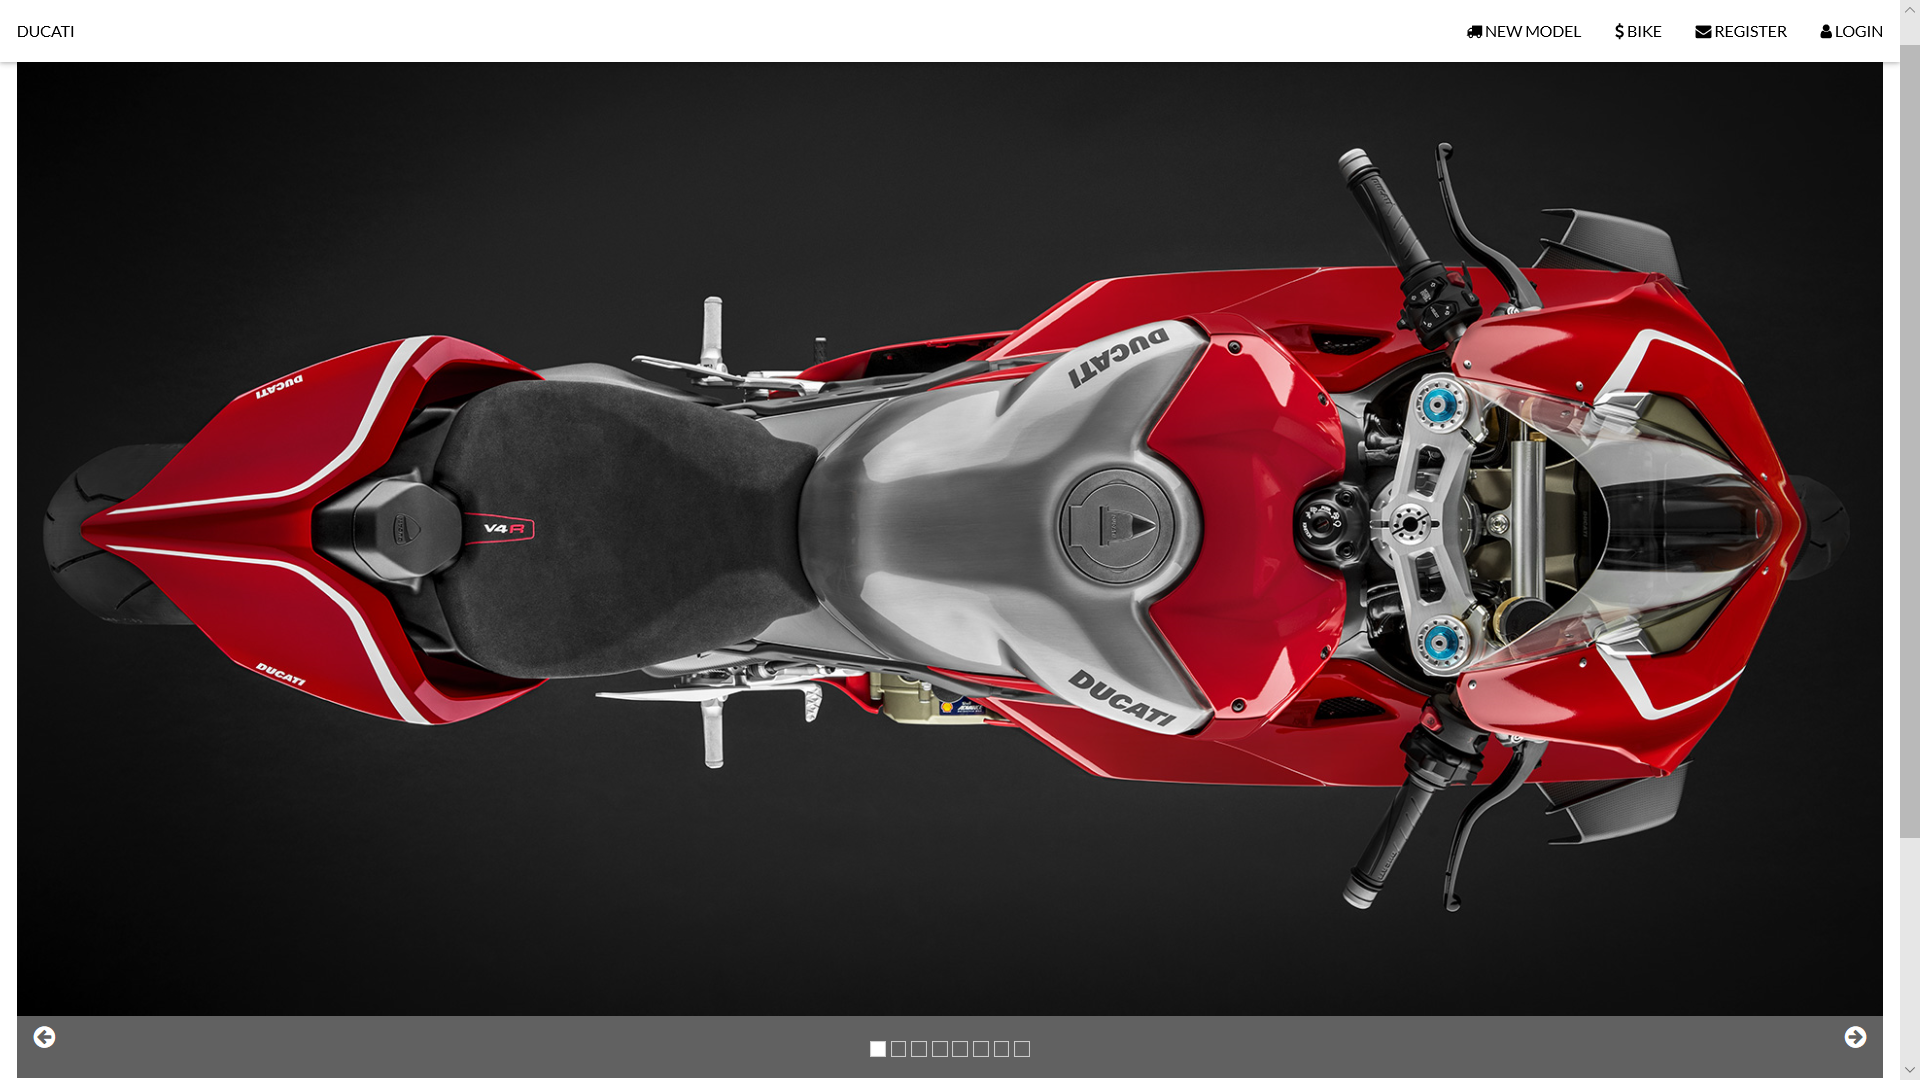 DUCATI
NEW MODEL
$ BIKE
REGISTER
LOGIN
DUCATI
DUCATI
V4R
DUCATI
DUCATI